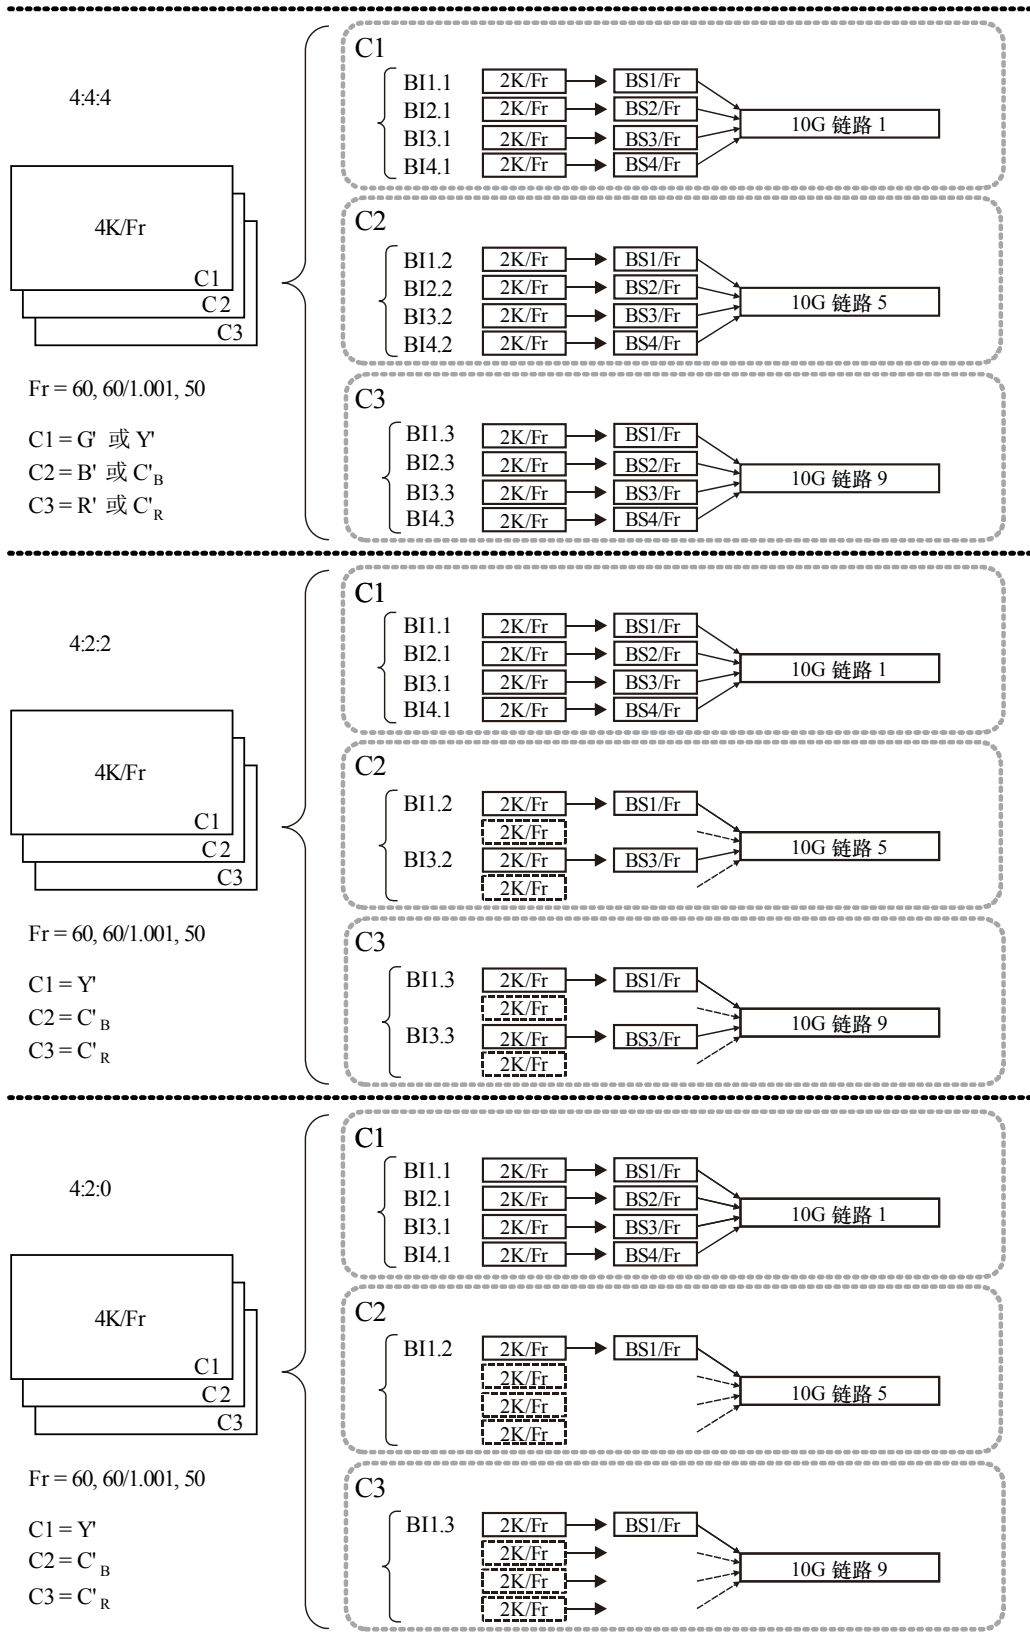 4:4:4
4K/Fr
C1
C2
C3
Fr = 60, 60/1.001, 50
C1 = G' 或 Y'
C2 = B' 或 C'B
C3 = R' 或 C'R
C1
BI1.1 2K/Fr BS1/Fr
BI2.1 2K/Fr BS2/Fr
BI3.1 2K/Fr BS3/Fr
BI4.1 2K/Fr BS4/Fr
10G 链路 1
C2
BI1.2 2K/Fr BS1/Fr
BI2.2 2K/Fr BS2/Fr
BI3.2 2K/Fr BS3/Fr
BI4.2 2K/Fr BS4/Fr
10G 链路 5
C3
BI1.3 2K/Fr BS1/Fr
BI2.3 2K/Fr BS2/Fr
BI3.3 2K/Fr BS3/Fr
BI4.3 2K/Fr BS4/Fr
10G 链路 9
4:2:2
4K/Fr
C1
C2
C3
Fr = 60, 60/1.001, 50
C1 = Y'
C2 = C'B
C3 = C'R
C1
BI1.1 2K/Fr BS1/Fr
BI2.1 2K/Fr BS2/Fr
BI3.1 2K/Fr BS3/Fr
BI4.1 2K/Fr BS4/Fr
10G 链路 1
C2
BI1.2 2K/Fr BS1/Fr
2K/Fr
BI3.2 2K/Fr BS3/Fr
2K/Fr
10G 链路 5
C3
BI1.3 2K/Fr BS1/Fr
2K/Fr
BI3.3 2K/Fr BS3/Fr
2K/Fr
10G 链路 9
4:2:0
4K/Fr
C1
C2
C3
Fr = 60, 60/1.001, 50
C1 = Y'
C2 = C'B
C3 = C'R
C1
BI1.1 2K/Fr BS1/Fr
BI2.1 2K/Fr BS2/Fr
BI3.1 2K/Fr BS3/Fr
BI4.1 2K/Fr BS4/Fr
10G 链路 1
C2
BI1.2 2K/Fr BS1/Fr
2K/Fr
2K/Fr
2K/Fr
10G 链路 5
C3
BI1.3 2K/Fr BS1/Fr
2K/Fr
2K/Fr
2K/Fr
10G 链路 9